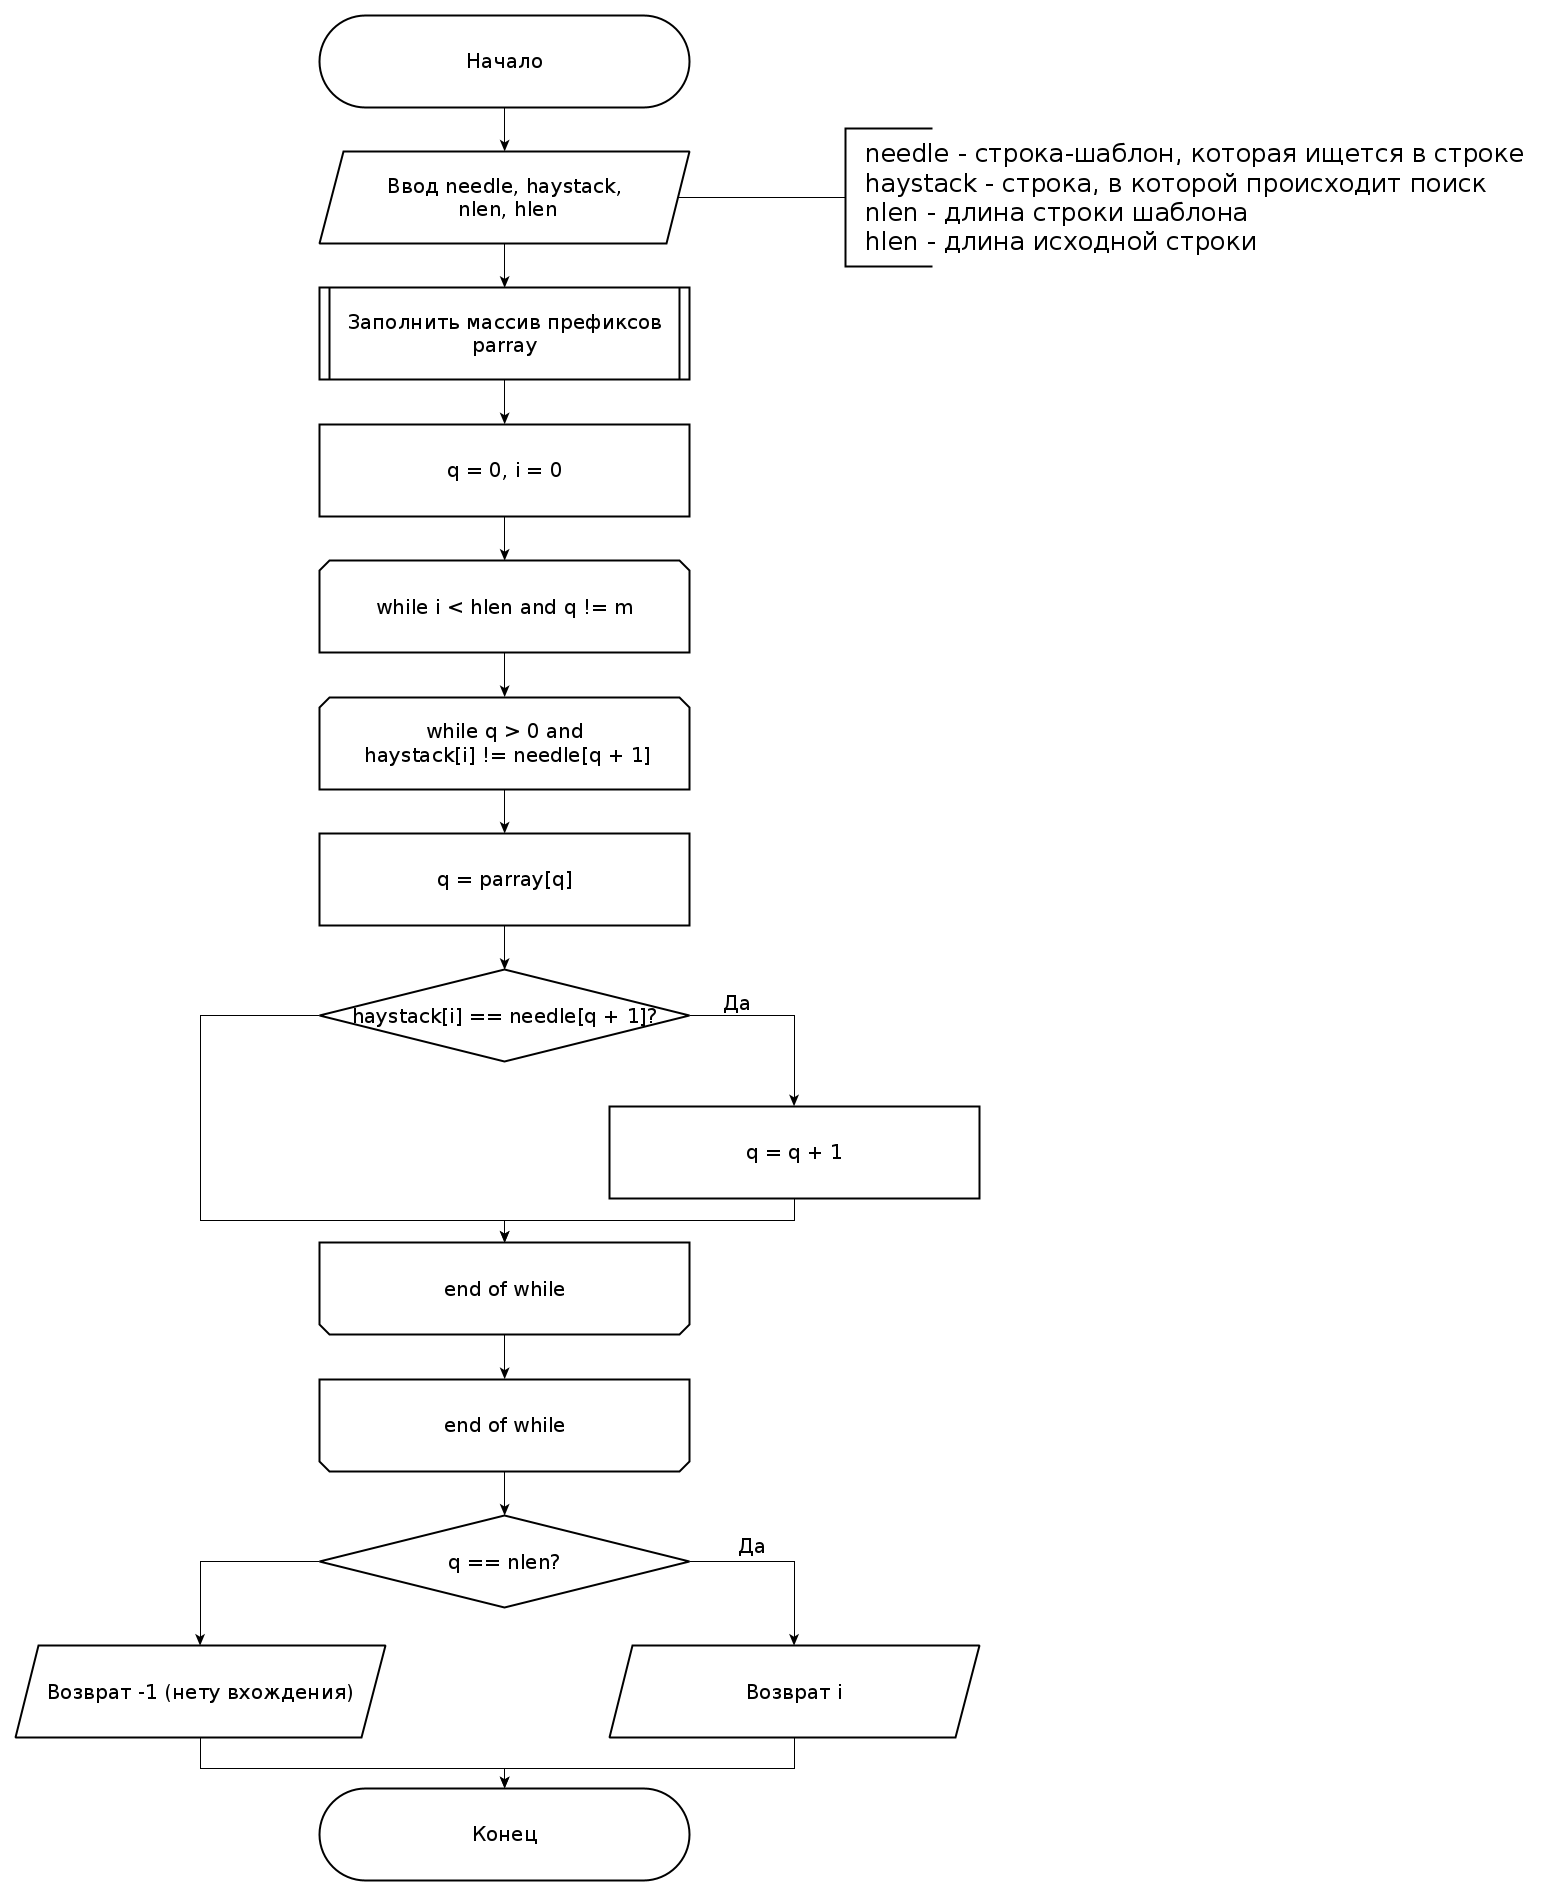 Начало
Ввод needle, haystack,
nlen, hlen
needle - строка-шаблон, которая ищется в строке
haystack - строка, в которой происходит поиск
nlen - длина строки шаблона
hlen - длина исходной строки
Заполнить массив префиксов
parray
q = 0, i = 0
while i < hlen and q != m
while q > 0 and
haystack[i] != needle[q + 1]
q = parray[q]
haystack[i] == needle[q + 1]?
Да
q = q + 1
end of while
end of while
q == nlen?
Да
Возврат -1 (нету вхождения)
Возврат i
Конец